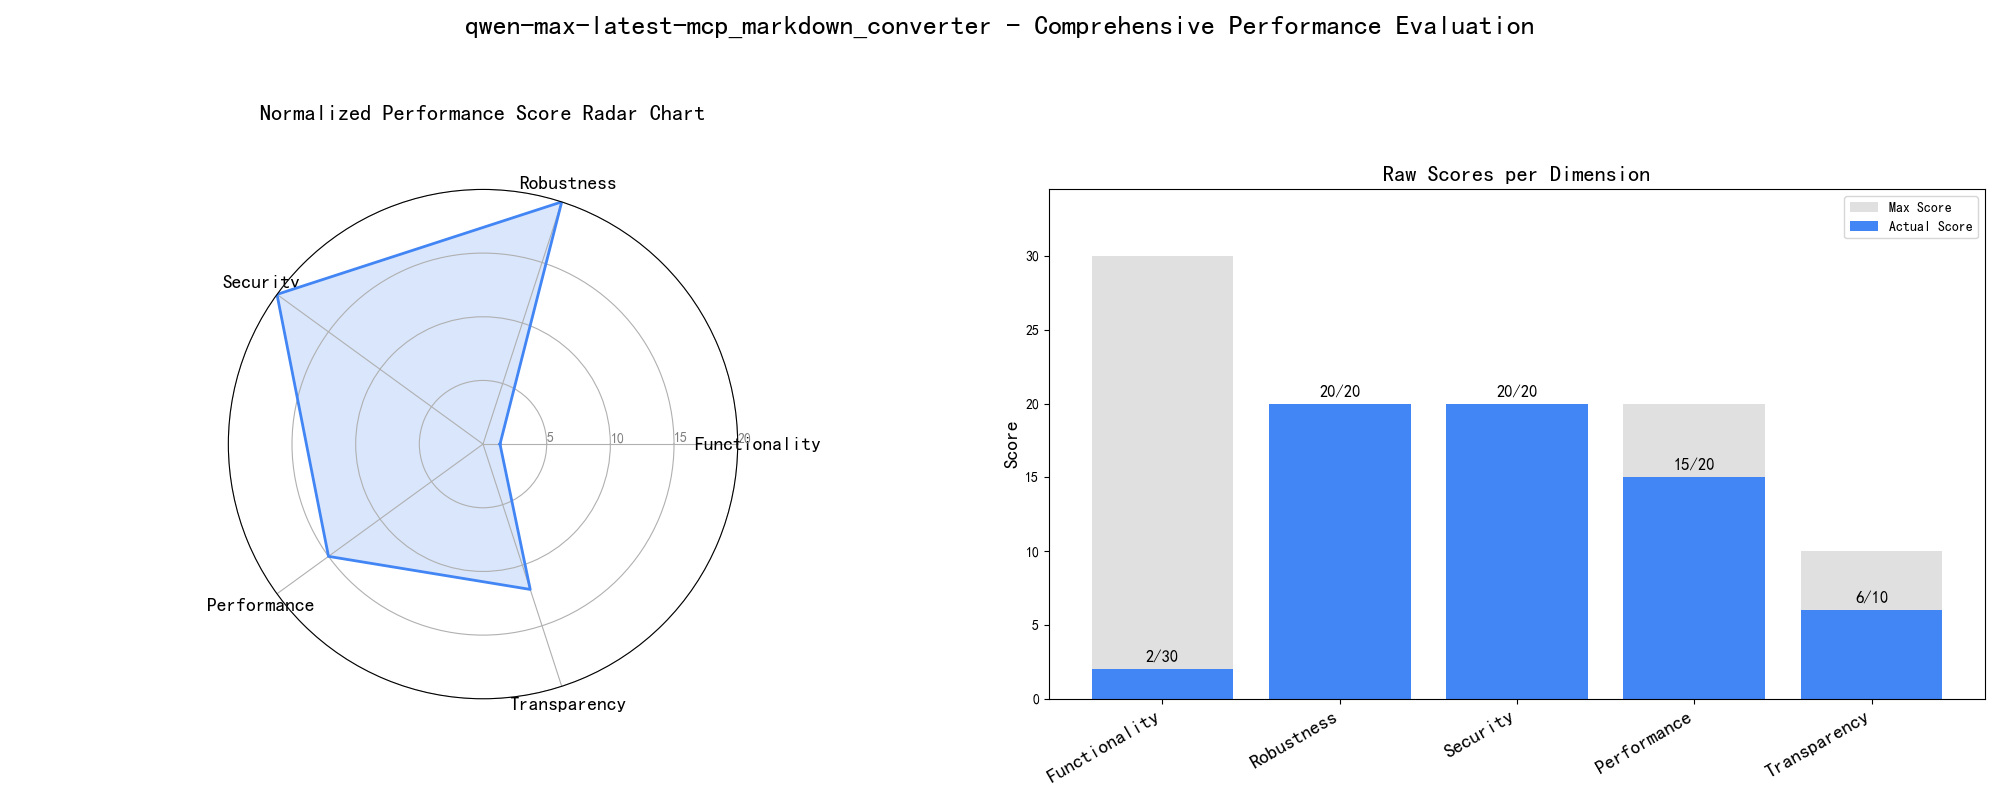 qwen-max-latest-mcp_markdown_converter - Comprehensive Performance Evaluation
Normalized Performance Score Radar Chart
Robustness
Security
Functionality
5
10
15
20
Performance
Transparency
Raw Scores per Dimension
Max Score
Actual Score
Score
30
25
20
15
10
5
0
2/30
20/20
20/20
15/20
6/10
Functionality
Robustness
Security
Performance
Transparency